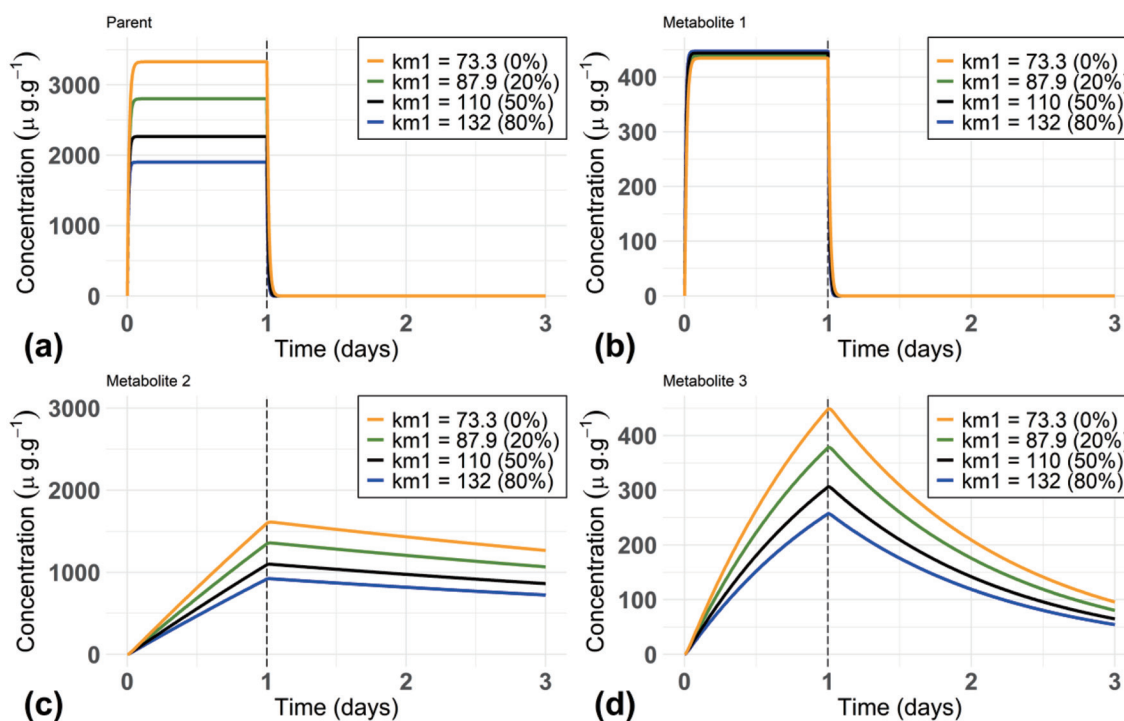 Parent
km1 = 73.3 (0%)
km1 = 87.9 (20%)
km1 = 110 (50%)
km1 = 132 (80%)
Concentration (μ g.g⁻¹)
3000
2000
1000
0
0 1 2 3
Time (days)
(a)
Metabolite 1
km1 = 73.3 (0%)
km1 = 87.9 (20%)
km1 = 110 (50%)
km1 = 132 (80%)
Concentration (μ g.g⁻¹)
400
300
200
100
0
0 1 2 3
Time (days)
(b)
Metabolite 2
km1 = 73.3 (0%)
km1 = 87.9 (20%)
km1 = 110 (50%)
km1 = 132 (80%)
Concentration (μ g.g⁻¹)
3000
2000
1000
0
0 1 2 3
Time (days)
(c)
Metabolite 3
km1 = 73.3 (0%)
km1 = 87.9 (20%)
km1 = 110 (50%)
km1 = 132 (80%)
Concentration (μ g.g⁻¹)
400
300
200
100
0
0 1 2 3
Time (days)
(d)